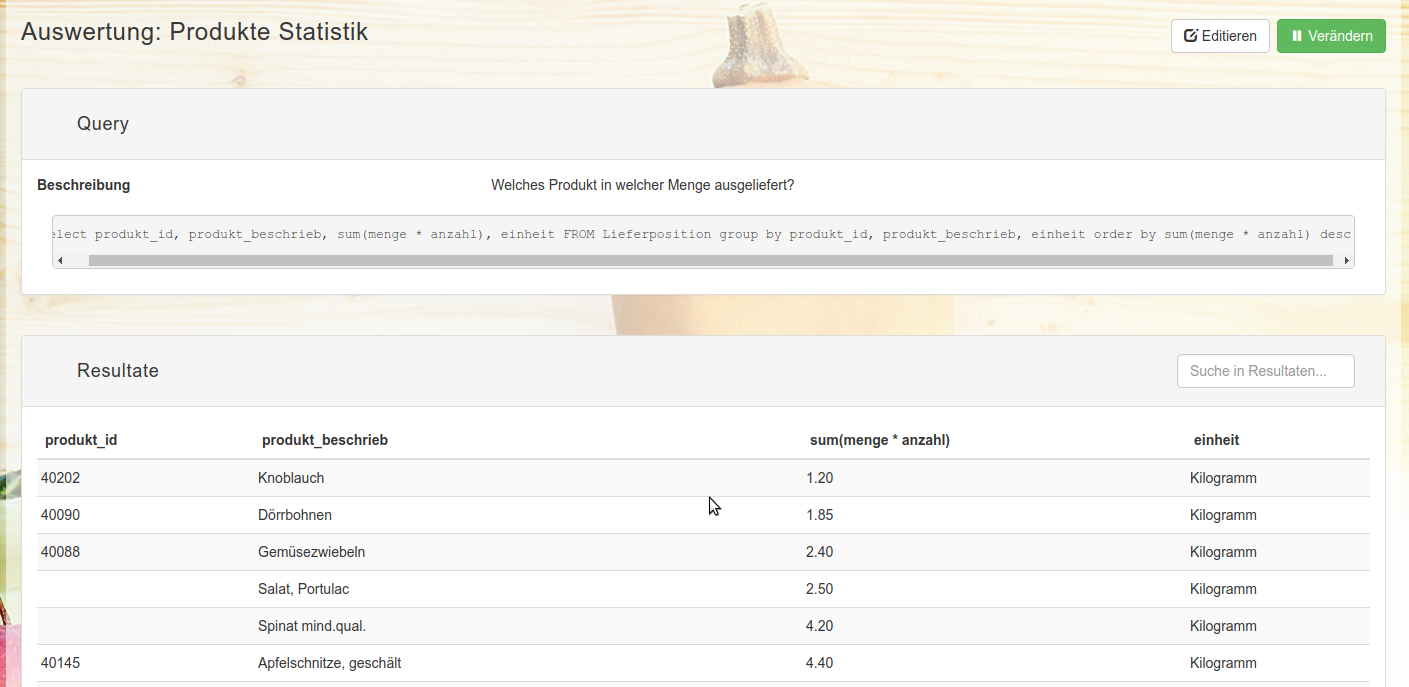 Auswertung: Produkte Statistik
Editieren
Verändern
Query
Beschreibung Welches Produkt in welcher Menge ausgeliefert?
elect produkt_id, produkt_beschrieb, sum(menge * anzahl), einheit FROM Lieferposition group by produkt_id, produkt_beschrieb, einheit order by sum(menge * anzahl) desc
Resultate
Suche in Resultaten...
produkt_id produkt_beschrieb sum(menge * anzahl) einheit
40202 Knoblauch 1.20 Kilogramm
40090 Dörrbohnen 1.85 Kilogramm
40088 Gemüsezwiebeln 2.40 Kilogramm
Salat, Portulac 2.50 Kilogramm
Spinat mind.qual. 4.20 Kilogramm
40145 Apfelschnitze, geschält 4.40 Kilogramm